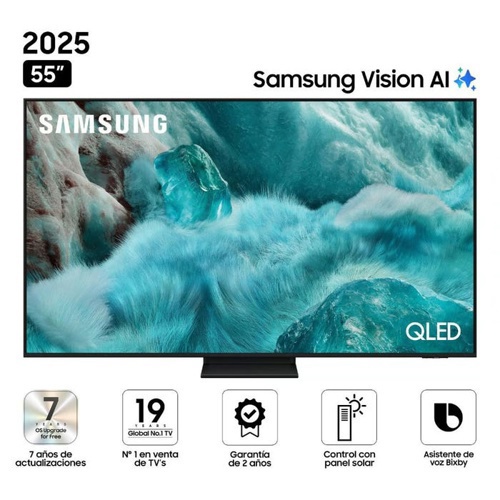 2025
55"
Samsung Vision AI
SAMSUNG
QLED
7
YEARS
OS Upgrade
for Free
19
YEARS
Global No.1 TV
7 años de
actualizaciones
N° 1 en venta
de TV's
Garantía
de 2 años
Control con
panel solar
Asistente de
voz Bixby